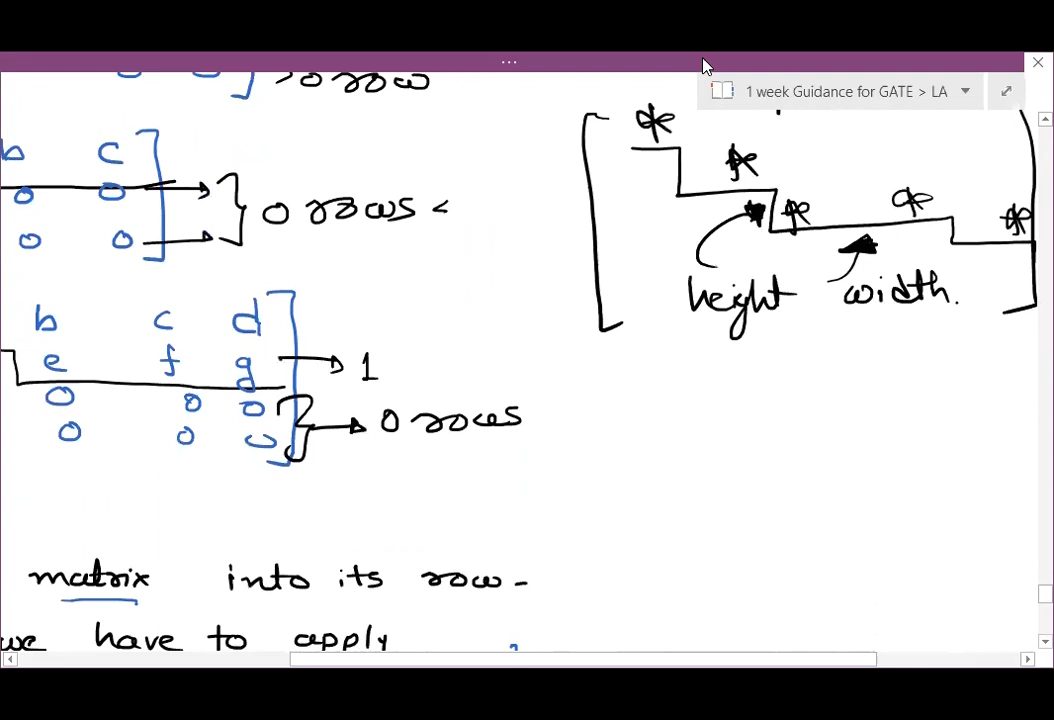 1 week Guidance for GATE > LA
>0 row
b c
0 0
0 0
0 rows <
b c d
e f g
0 0 0
0 0 0
1
0 rows
height width.
matrix into its row-
we have to apply